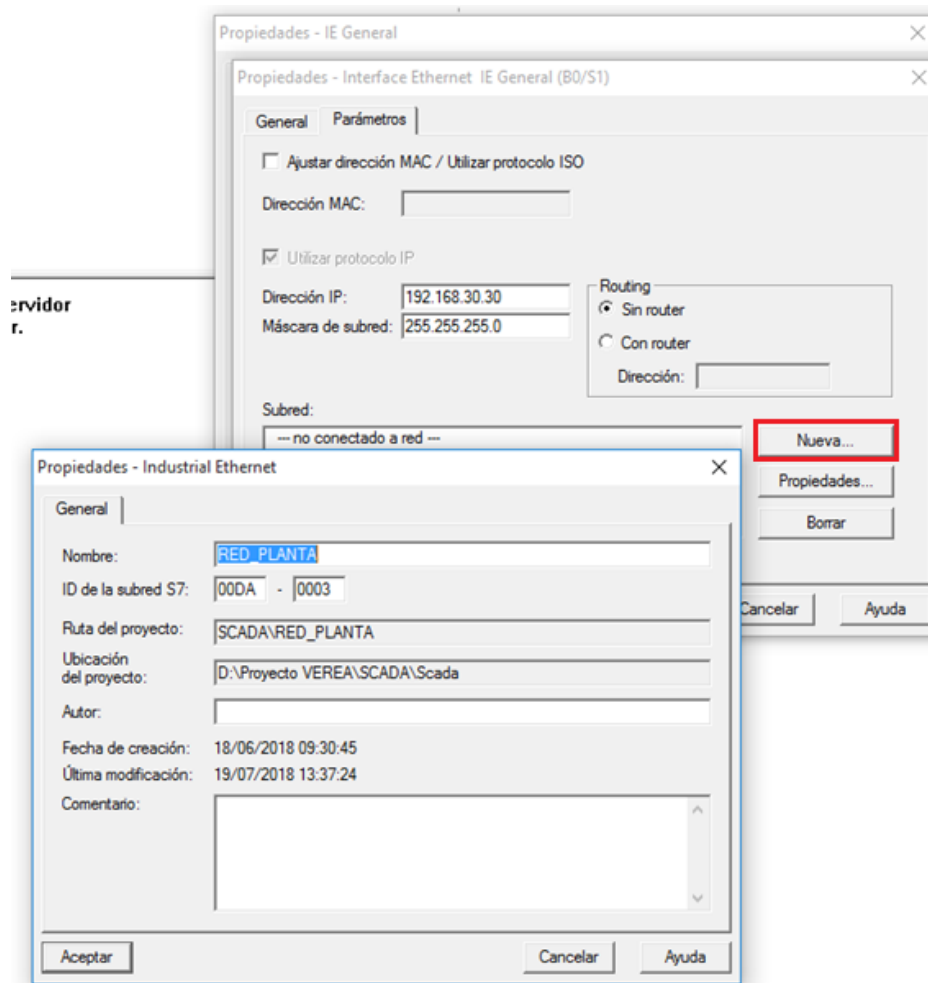 Propiedades - IE General
Propiedades - Interface Ethernet IE General (B0/S1)
General Parámetros
Ajustar dirección MAC / Utilizar protocolo ISO
Dirección MAC:
Utilizar protocolo IP
Dirección IP: 192.168.30.30
Máscara de subred: 255.255.255.0
Routing
Sin router
Con router
Dirección:
ervidor
r.
Subred:
--- no conectado a red ---
Nueva...
Propiedades...
Borrar
Cancelar Ayuda
Propiedades - Industrial Ethernet
General
Nombre: RED_PLANTA
ID de la subred S7: 00DA - 0003
Ruta del proyecto: SCADA\RED_PLANTA
Ubicación
del proyecto: D:\Proyecto VEREA\SCADA\Scada
Autor:
Fecha de creación: 18/06/2018 09:30:45
Última modificación: 19/07/2018 13:37:24
Comentario:
Aceptar Cancelar Ayuda